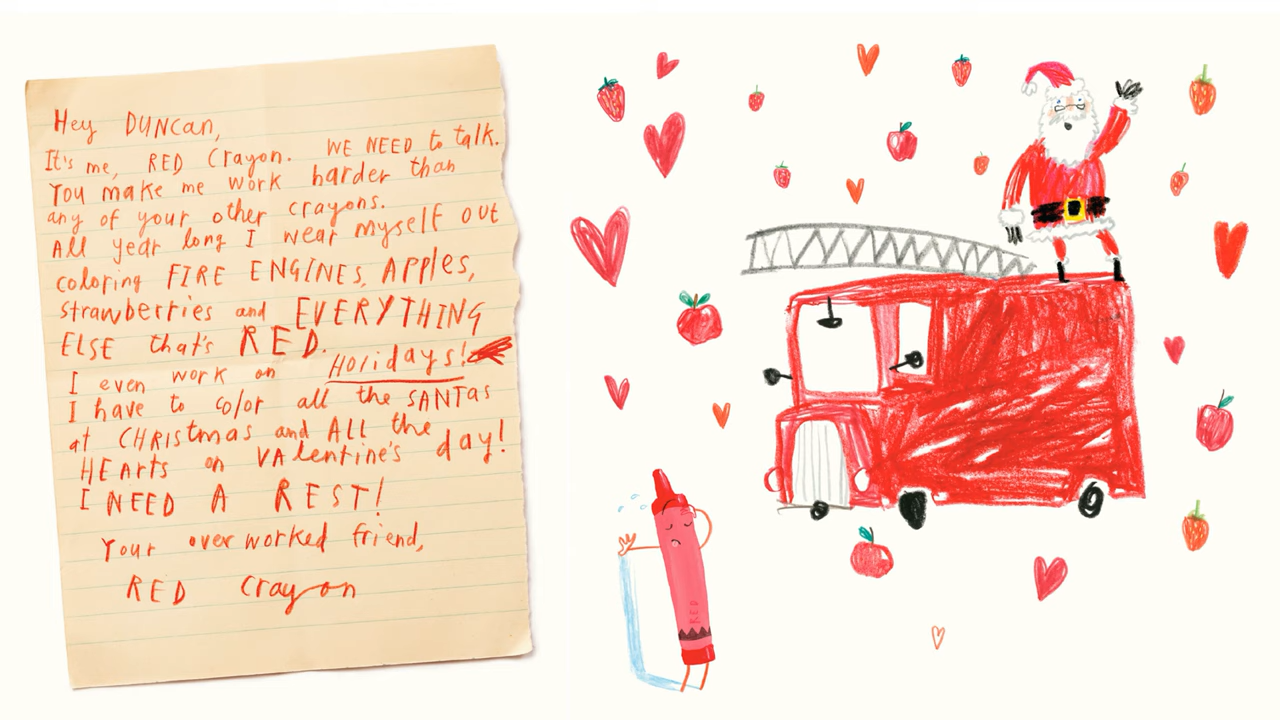 Hey DUNCan,
It's me, RED Crayon. WE NEED to talk.
You make me work harder than
any of your other crayons.
All year long I wear myself out
coloring FIRE ENGINES, APples,
strawberries and EVERYTHING
ELSE that's RED.
I even work on Holidays!
I have to color all the SANTas
at CHRistmas and ALL the
HEArts on VAlentine's day!
I NEED A REST!
Your overworked friend,
RED Crayon
RED